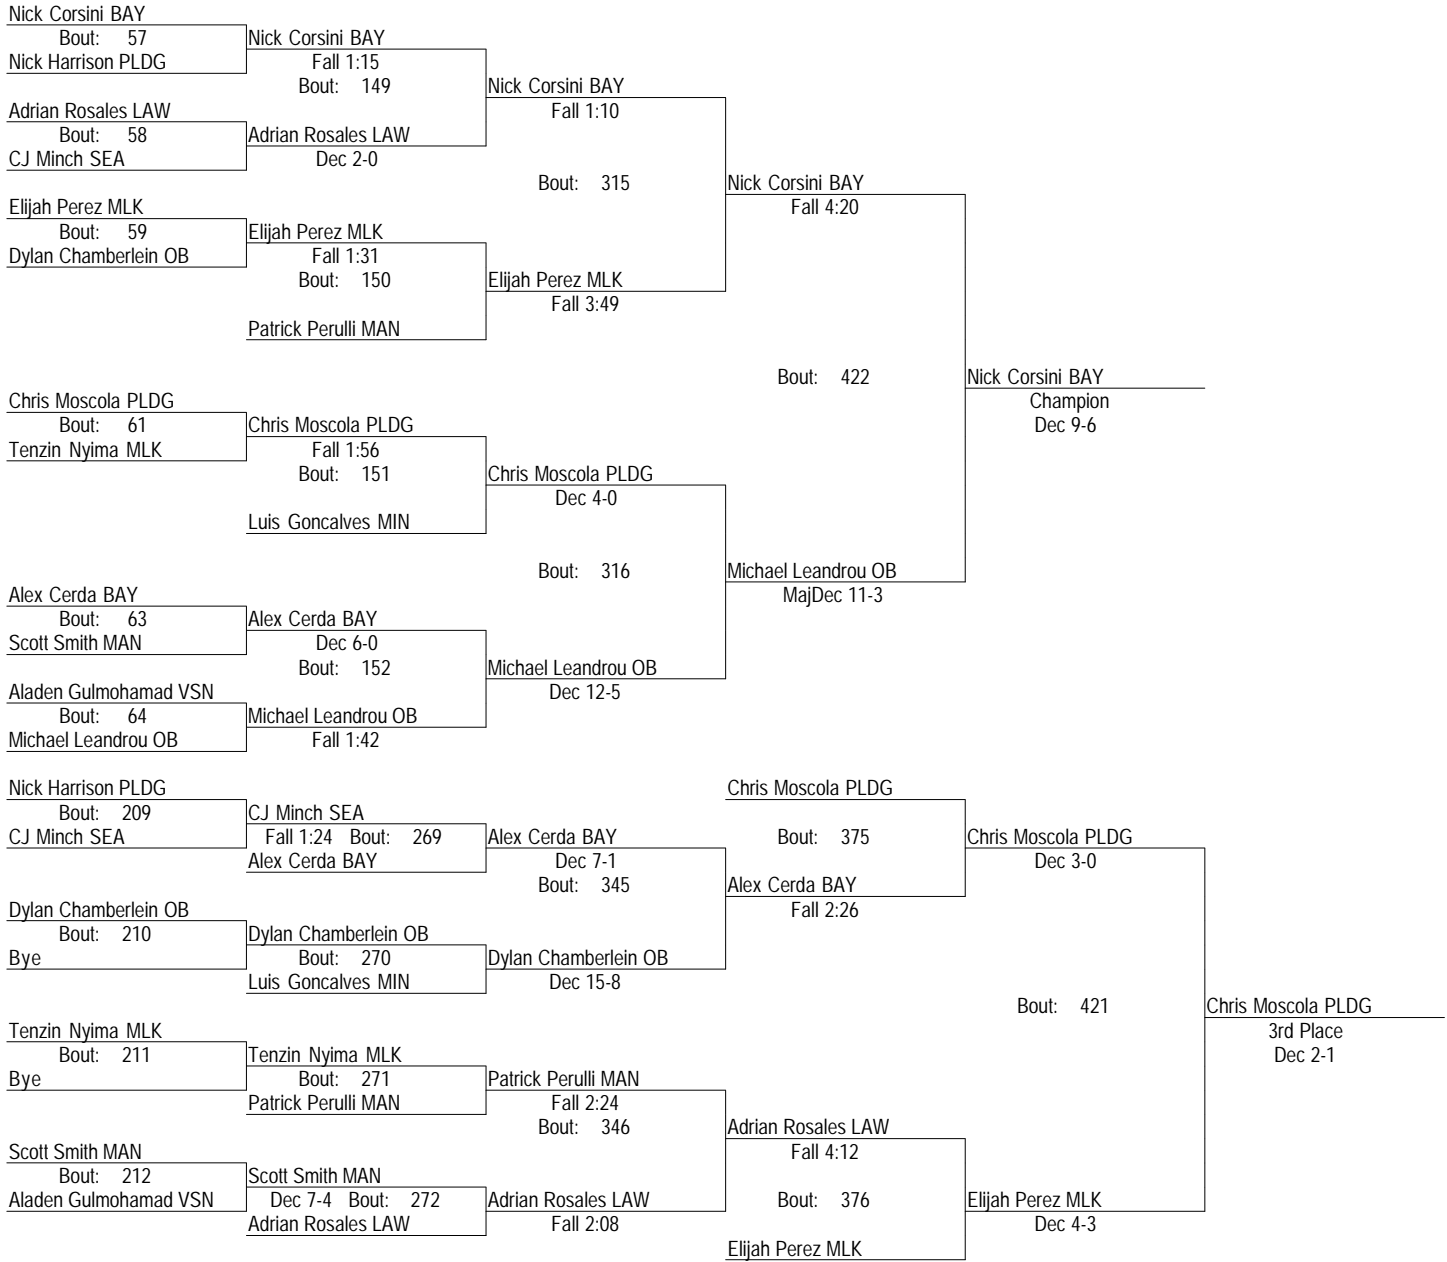 Nick Corsini BAY
Bout: 57
Nick Corsini BAY
Nick Harrison PLDG
Fall 1:15
Bout: 149
Nick Corsini BAY
Adrian Rosales LAW
Fall 1:10
Bout: 58
Adrian Rosales LAW
CJ Minch SEA
Dec 2-0
Bout: 315
Nick Corsini BAY
Elijah Perez MLK
Fall 4:20
Bout: 59
Elijah Perez MLK
Dylan Chamberlein OB
Fall 1:31
Bout: 150
Elijah Perez MLK
Fall 3:49
Patrick Perulli MAN
Bout: 422
Nick Corsini BAY
Chris Moscola PLDG
Champion
Bout: 61
Chris Moscola PLDG
Dec 9-6
Tenzin Nyima MLK
Fall 1:56
Bout: 151
Chris Moscola PLDG
Dec 4-0
Luis Goncalves MIN
Bout: 316
Michael Leandrou OB
Alex Cerda BAY
MajDec 11-3
Bout: 63
Alex Cerda BAY
Scott Smith MAN
Dec 6-0
Bout: 152
Michael Leandrou OB
Aladen Gulmohamad VSN
Dec 12-5
Bout: 64
Michael Leandrou OB
Michael Leandrou OB
Fall 1:42
Nick Harrison PLDG
Chris Moscola PLDG
Bout: 209
CJ Minch SEA
CJ Minch SEA
Fall 1:24 Bout: 269
Alex Cerda BAY
Bout: 375
Chris Moscola PLDG
Alex Cerda BAY
Dec 7-1
Dec 3-0
Bout: 345
Alex Cerda BAY
Dylan Chamberlein OB
Fall 2:26
Bout: 210
Dylan Chamberlein OB
Bye
Bout: 270
Dylan Chamberlein OB
Luis Goncalves MIN
Dec 15-8
Bout: 421
Chris Moscola PLDG
Tenzin Nyima MLK
3rd Place
Bout: 211
Tenzin Nyima MLK
Dec 2-1
Bye
Bout: 271
Patrick Perulli MAN
Patrick Perulli MAN
Fall 2:24
Bout: 346
Adrian Rosales LAW
Scott Smith MAN
Fall 4:12
Bout: 212
Scott Smith MAN
Aladen Gulmohamad VSN
Dec 7-4 Bout: 272
Adrian Rosales LAW
Bout: 376
Elijah Perez MLK
Adrian Rosales LAW
Fall 2:08
Dec 4-3
Elijah Perez MLK